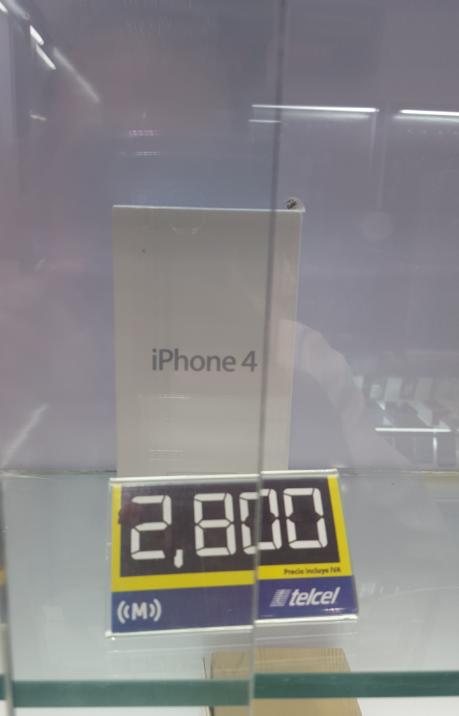 iPhone 4
2,800
Precio incluye IVA
((M))
telcel